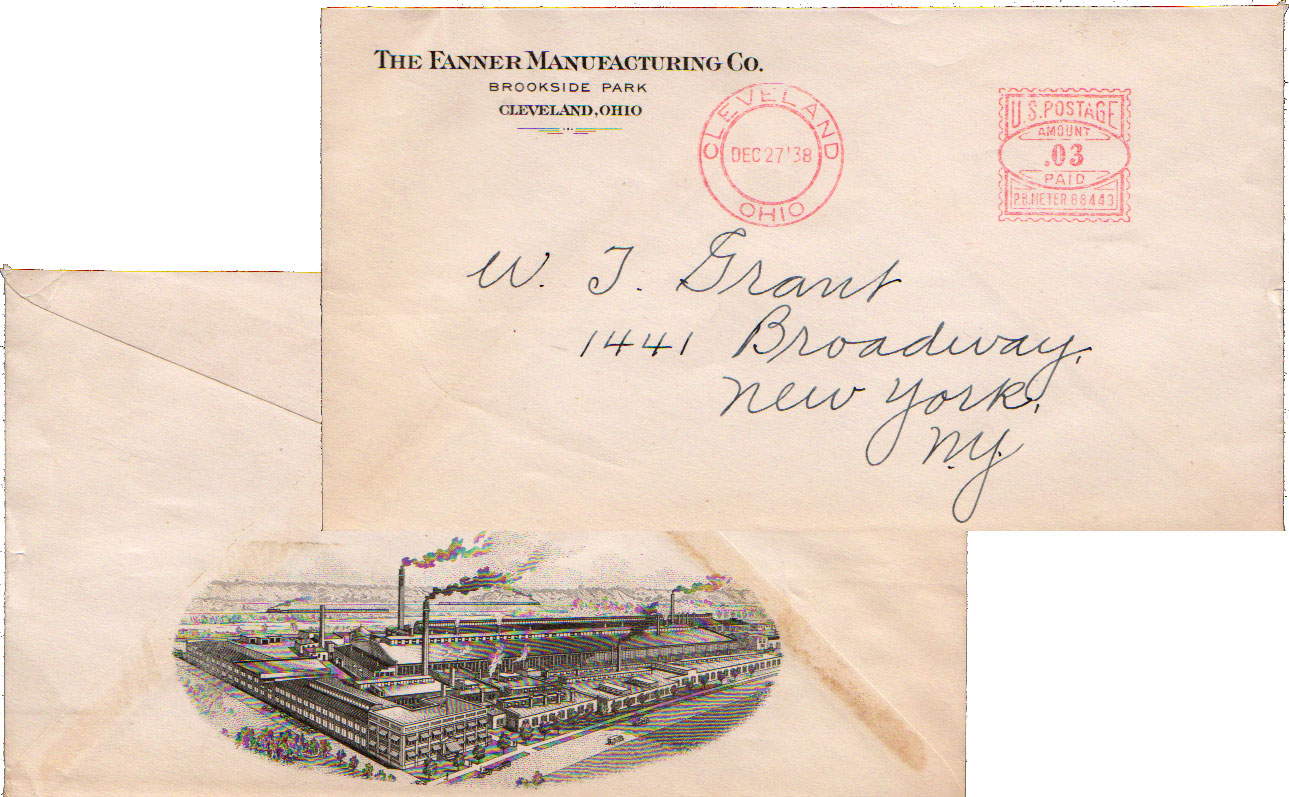 THE FANNER MANUFACTURING CO.
BROOKSIDE PARK
CLEVELAND, OHIO
CLEVELAND
DEC 27 '38
OHIO
U.S. POSTAGE
AMOUNT
.03
PAID
P.B. METER 66443
W. T. Grant
1441 Broadway,
New York,
N.Y.